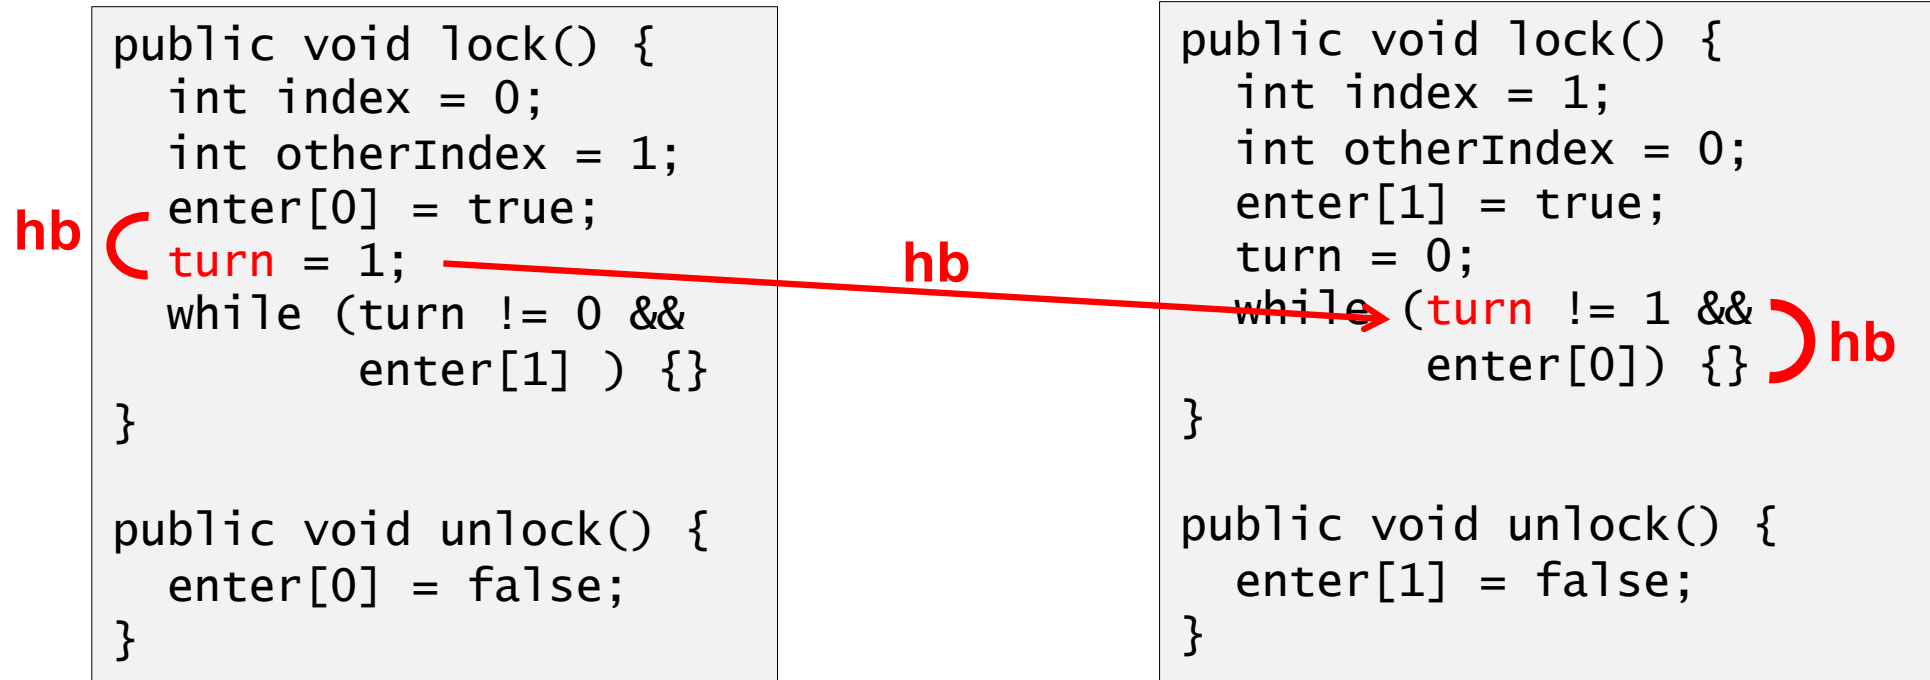 public void lock() {
int index = 0;
int otherIndex = 1;
enter[0] = true;
hb
turn = 1;
while (turn != 0 &&
enter[1] ) {}
}
public void unlock() {
enter[0] = false;
}
hb
public void lock() {
int index = 1;
int otherIndex = 0;
enter[1] = true;
turn = 0;
while (turn != 1 &&
enter[0]) {}
hb
}
public void unlock() {
enter[1] = false;
}